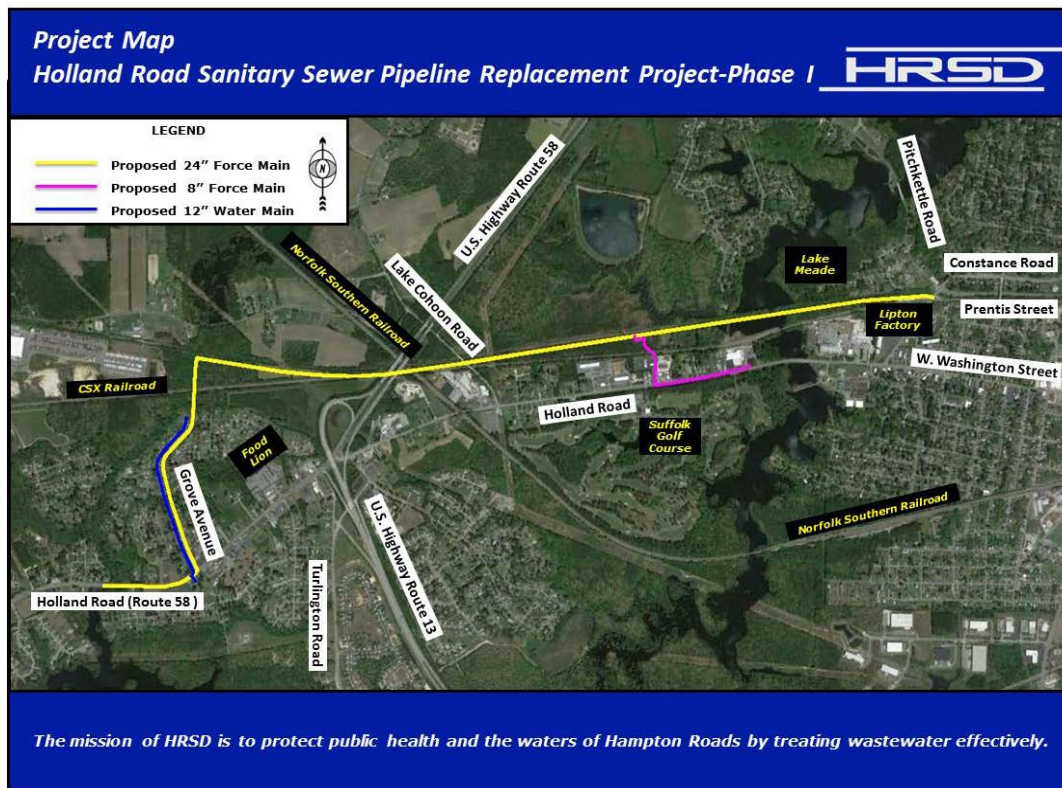 Project Map
Holland Road Sanitary Sewer Pipeline Replacement Project-Phase I
HRSD
LEGEND
Proposed 24” Force Main
Proposed 8” Force Main
Proposed 12” Water Main
N
U.S. Highway Route 58
Pitchkettle Road
Norfolk Southern Railroad
Lake Cohoon Road
Lake
Meade
Constance Road
Lipton
Factory
Prentis Street
W. Washington Street
CSX Railroad
Holland Road
Suffolk
Golf
Course
Food
Lion
Grove Avenue
U.S. Highway Route 13
Norfolk Southern Railroad
Turlington Road
Holland Road (Route 58 )
The mission of HRSD is to protect public health and the waters of Hampton Roads by treating wastewater effectively.